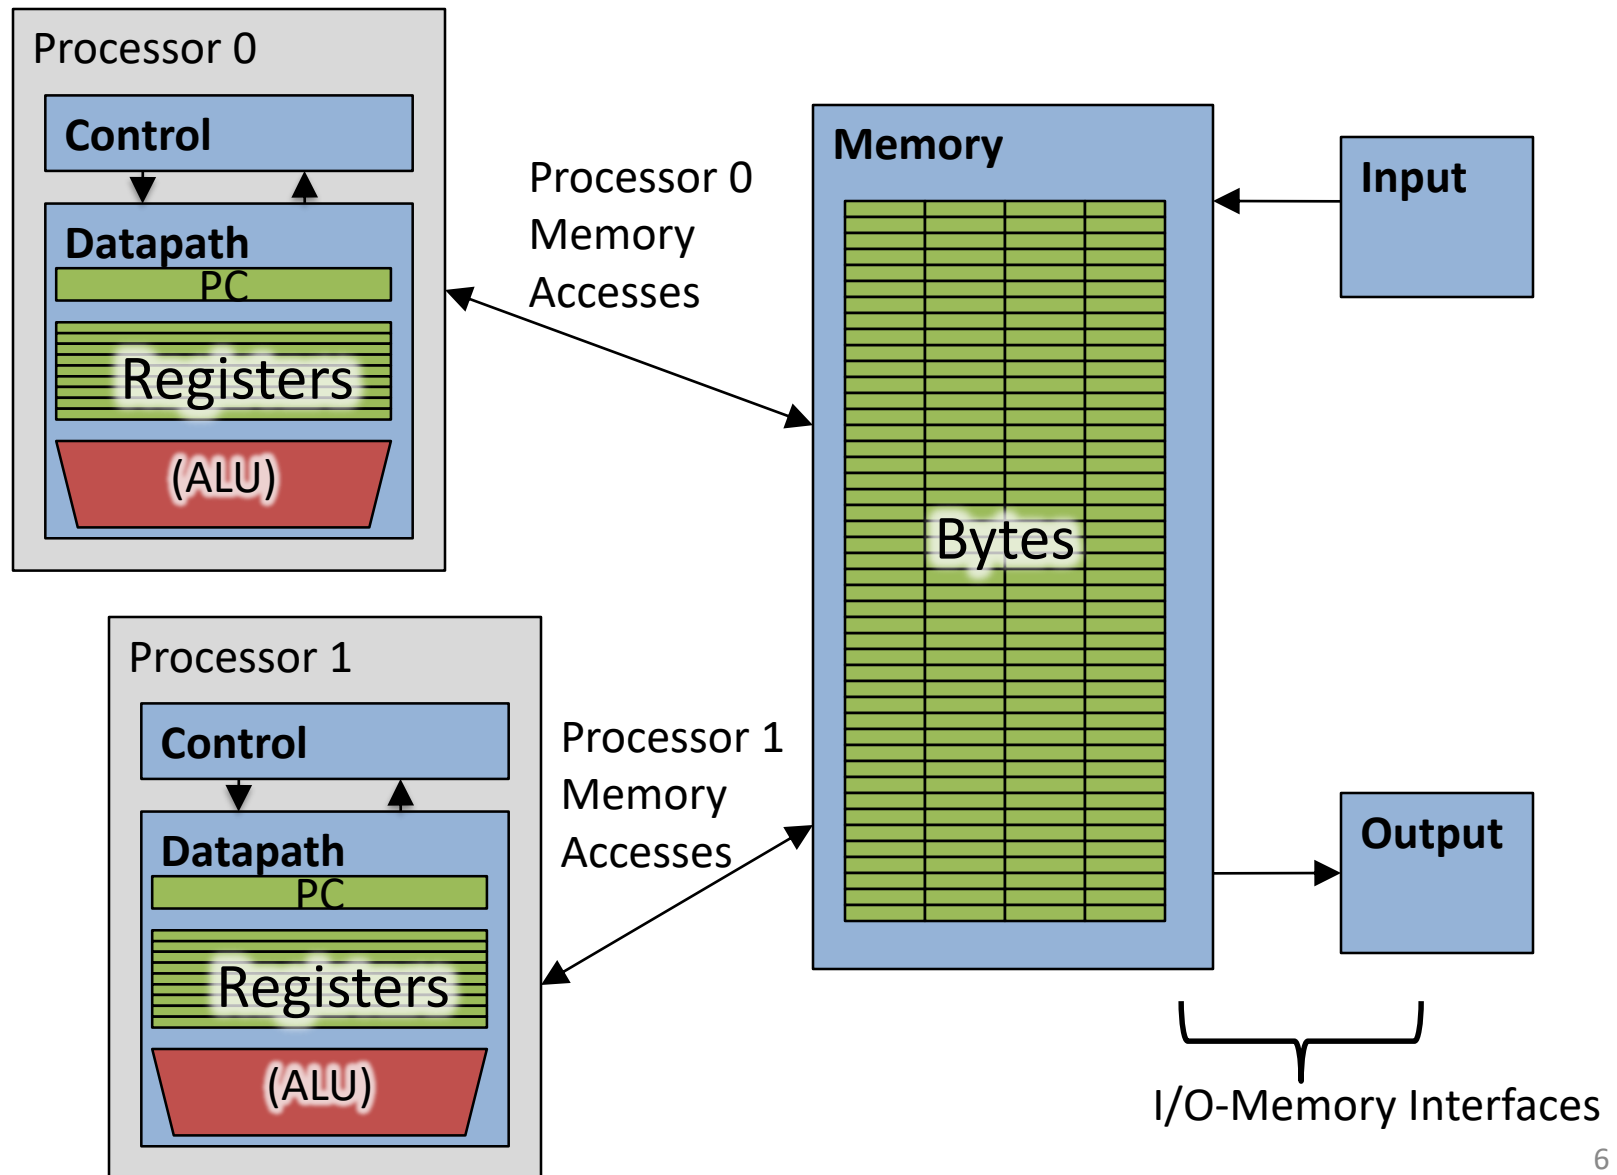 Processor 0
Control
Datapath
PC
Registers
(ALU)
Processor 0
Memory
Accesses
Memory
Bytes
Input
Processor 1
Control
Datapath
PC
Registers
(ALU)
Processor 1
Memory
Accesses
Output
I/O-Memory Interfaces
6